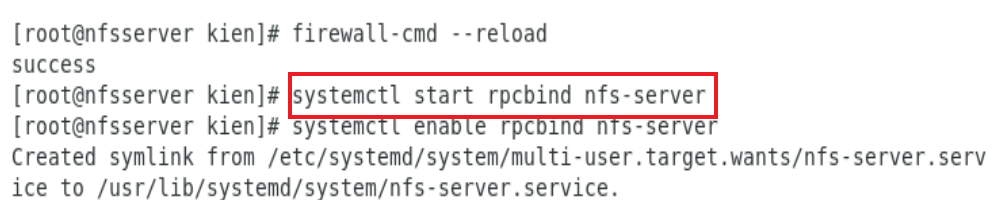 [root@nfsserver kien]# firewall-cmd --reload
success
[root@nfsserver kien]# systemctl start rpcbind nfs-server
[root@nfsserver kien]# systemctl enable rpcbind nfs-server
Created symlink from /etc/systemd/system/multi-user.target.wants/nfs-server.serv
ice to /usr/lib/systemd/system/nfs-server.service.